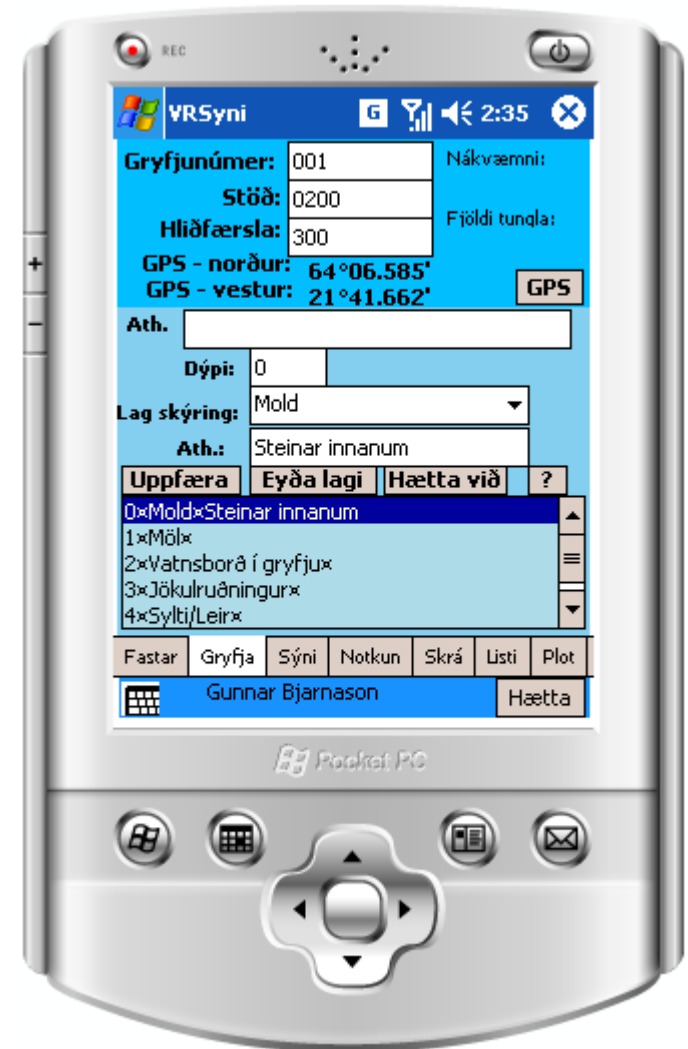 REC
VRSyni G 2:35
Gryfjunúmer: 001 Nákvæmni:
Stöð: 0200
Hliðfærsla: 300 Fjöldi tungla:
GPS - norður: 64°06.585'
GPS - vestur: 21°41.662' GPS
Ath.
Dýpi: 0
Lag skýring: Mold
Ath.: Steinar innanum
Uppfæra Eyða lagi Hætta við ?
0¤Mold¤Steinar innanum
1¤Möl¤
2¤Vatnsborð í gryfju¤
3¤Jökulruðningur¤
4¤Sylti/Leir¤
Fastar Gryfja Sýni Notkun Skrá Listi Plot
Gunnar Bjarnason Hætta
Pocket PC